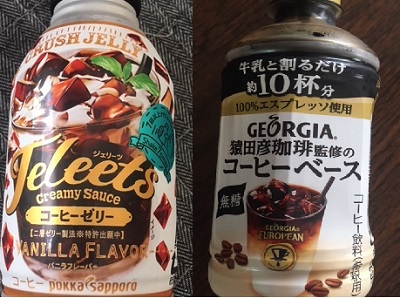 CRUSH JELLY
ジェリーツ
Jeleets
Creamy Sauce
コーヒーゼリー
【二層ゼリー製法※特許出願中】
VANILLA FLAVOR
バニラフレーバー
コーヒー pokka sapporo
牛乳と割るだけ
約10杯分
100%エスプレッソ使用
GEORGIA
猿田彦珈琲監修の
コーヒーベース
無糖
GEORGIA
EUROPEAN
コーヒー飲料(希釈用)